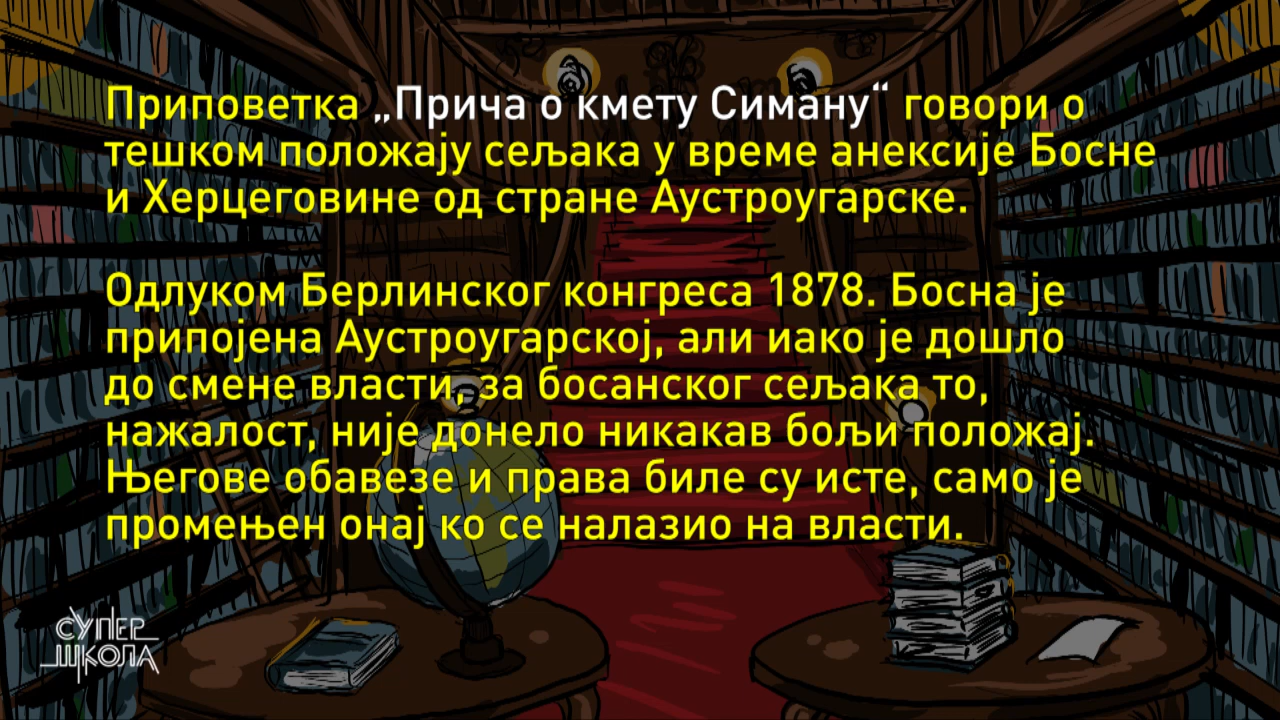 Приповетка „Прича о кмету Симану“ говори о
тешком положају сељака у време анексије Босне
и Херцеговине од стране Аустроугарске.
Одлуком Берлинског конгреса 1878. Босна је
припојена Аустроугарској, али иако је дошло
до смене власти, за босанског сељака то,
нажалост, није донело никакав бољи положај.
Његове обавезе и права биле су исте, само је
промењен онај ко се налазио на власти.
СУПЕР
ШКОЛА